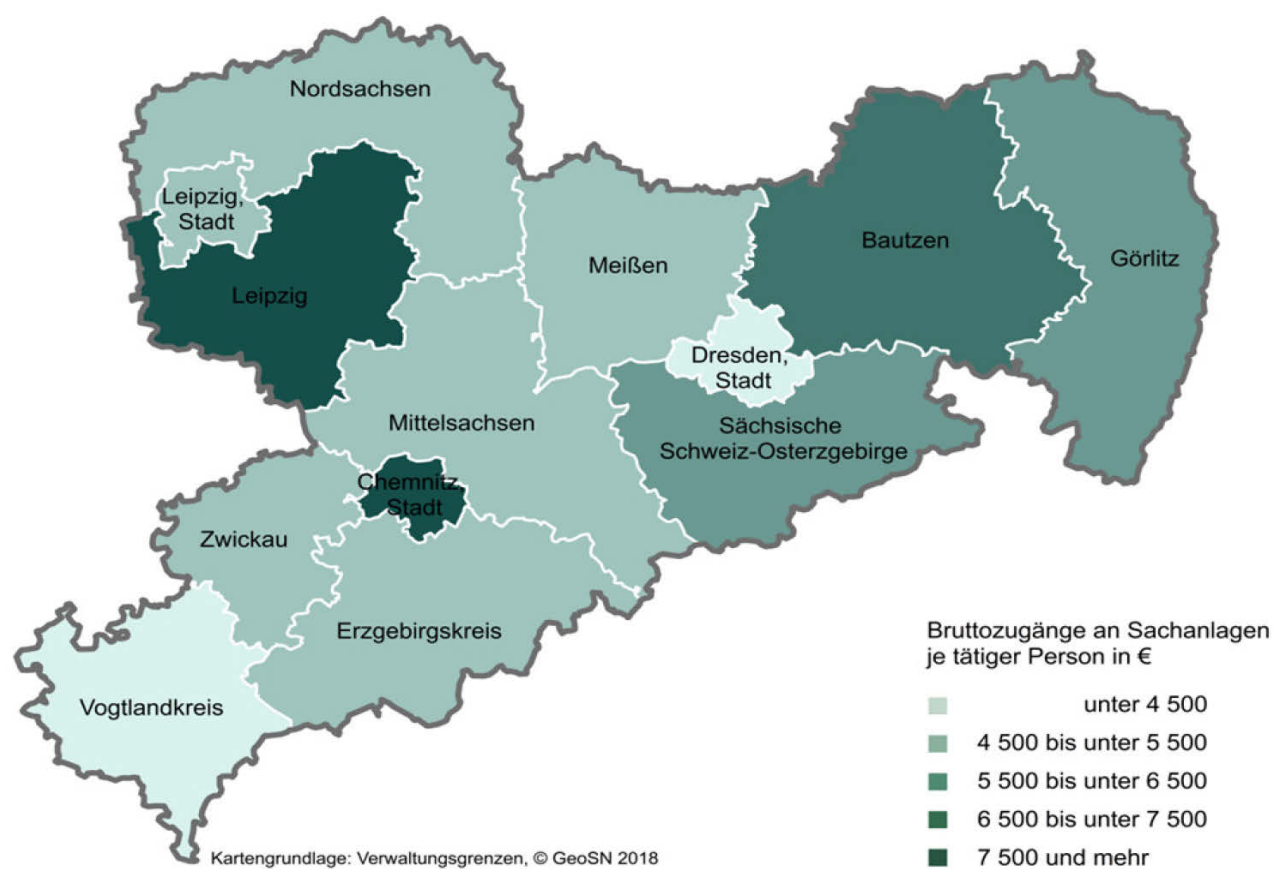 Nordsachsen
Leipzig,
Stadt
Leipzig
Meißen
Bautzen
Görlitz
Dresden,
Stadt
Mittelsachsen
Sächsische
Schweiz-Osterzgebirge
Chemnitz,
Stadt
Zwickau
Erzgebirgskreis
Vogtlandkreis
Bruttozugänge an Sachanlagen
je tätiger Person in €
unter 4 500
4 500 bis unter 5 500
5 500 bis unter 6 500
6 500 bis unter 7 500
7 500 und mehr
Kartengrundlage: Verwaltungsgrenzen, © GeoSN 2018